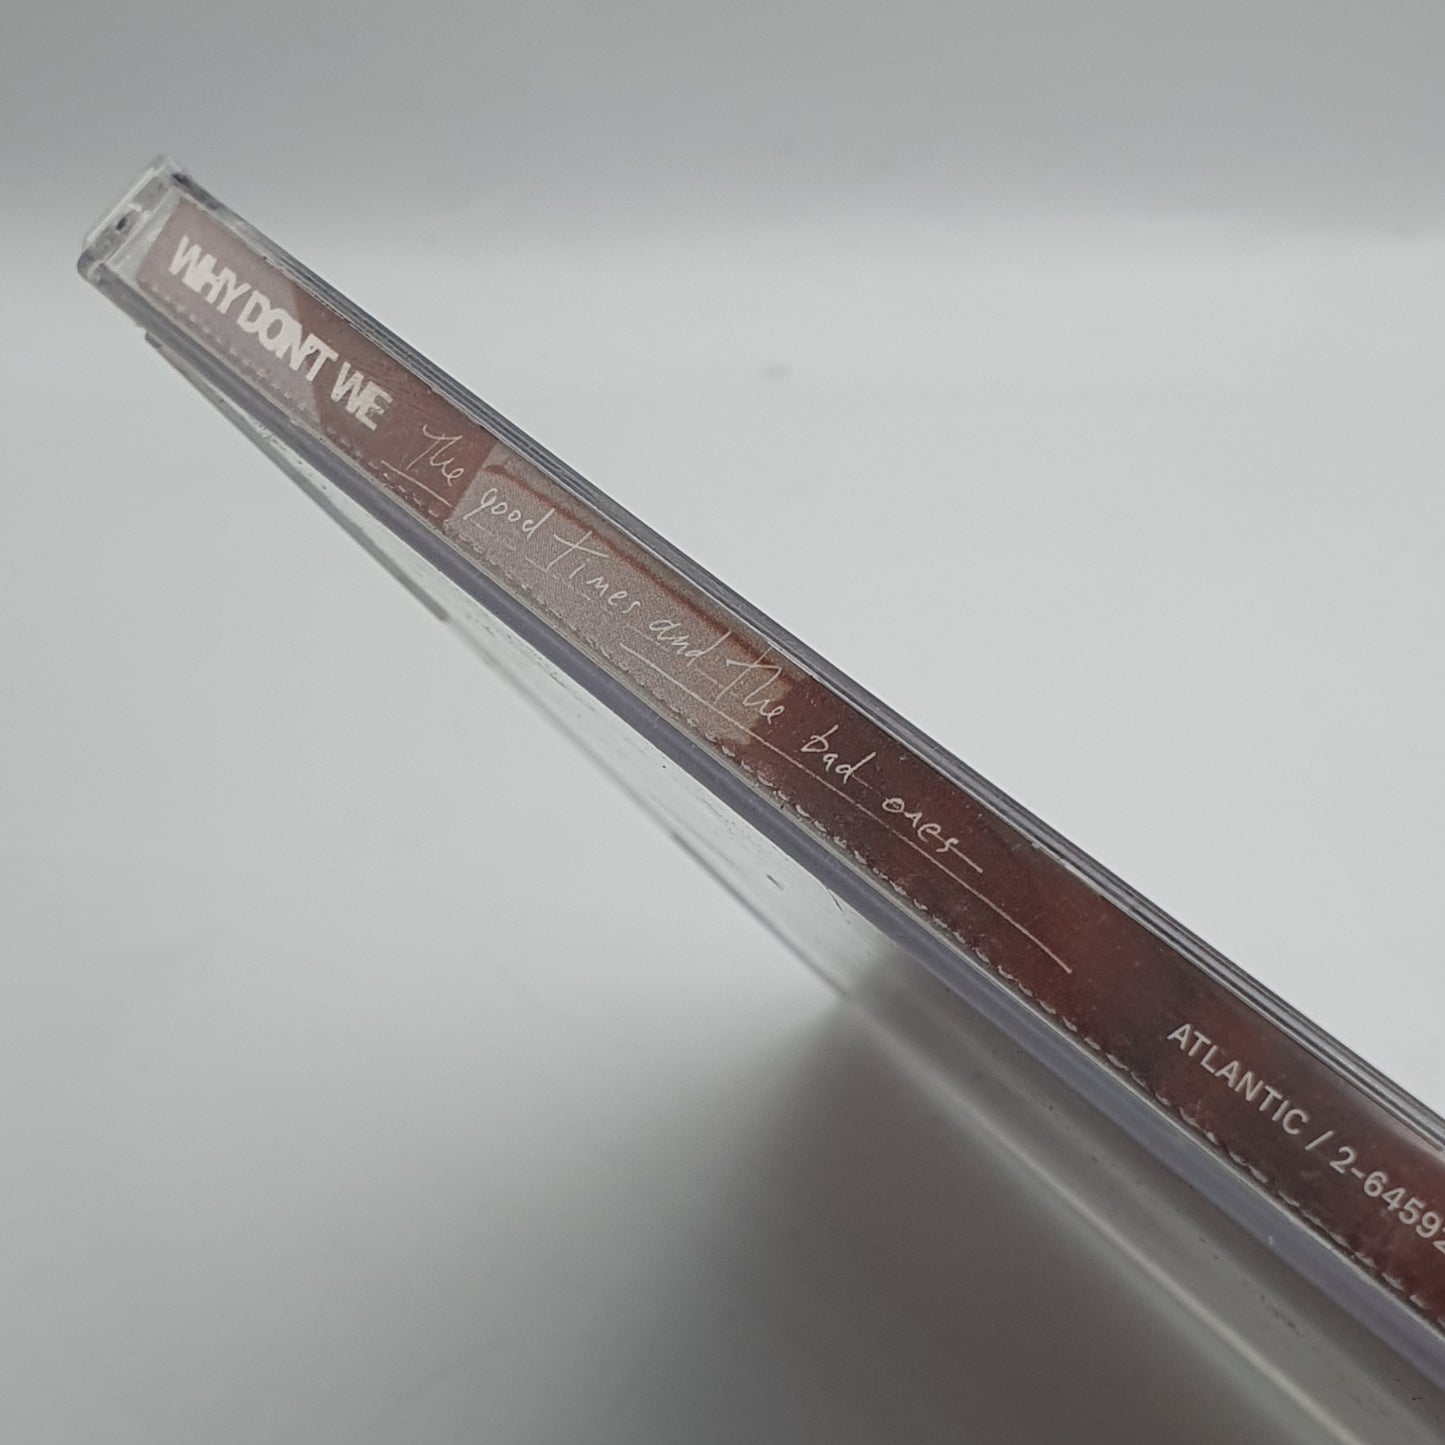 WHY DON'T WE The good times and the bad ones ATLANTIC / 2-64592